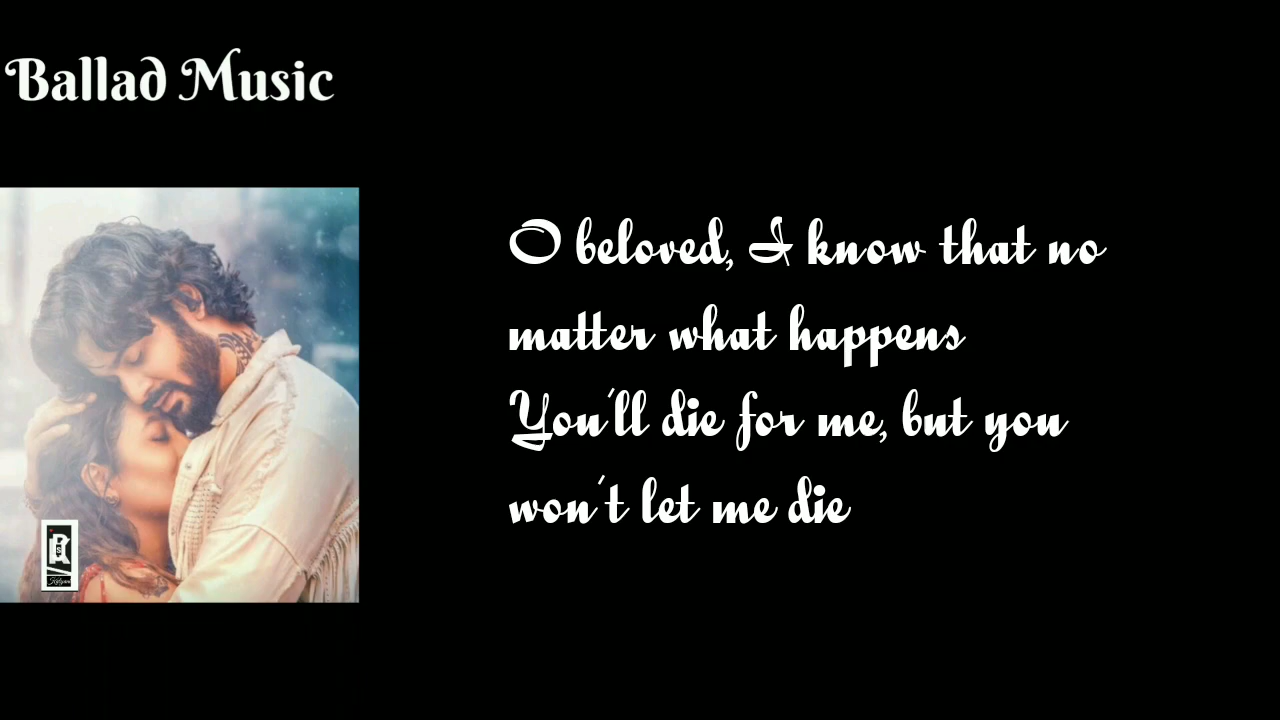 Ballad Music
O beloved, I know that no
matter what happens
You'll die for me, but you
won't let me die